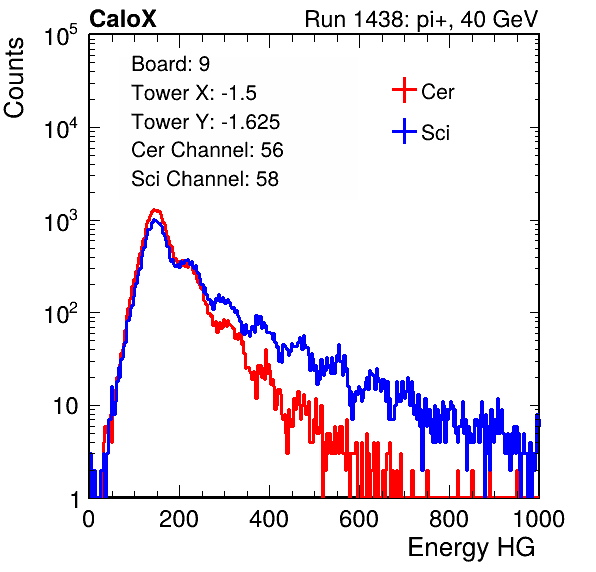 CaloX Run 1438: pi+, 40 GeV
Counts
Board: 9
Tower X: -1.5
Tower Y: -1.625
Cer Channel: 56
Sci Channel: 58
Cer
Sci
10^5
10^4
10^3
10^2
10
1
0 200 400 600 800 1000
Energy HG